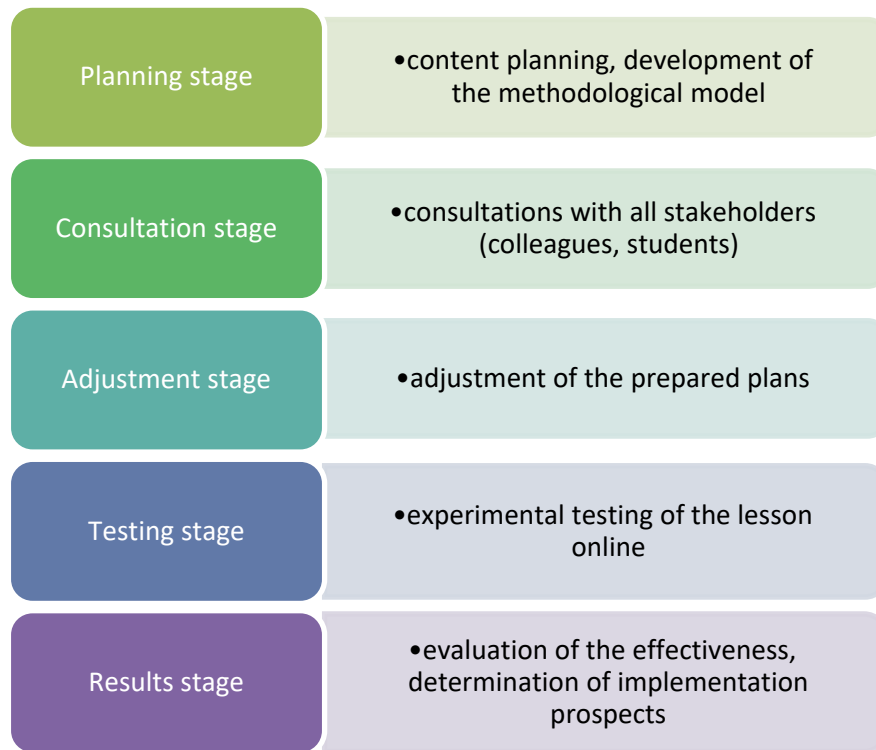 Planning stage
•content planning, development of
the methodological model
Consultation stage
•consultations with all stakeholders
(colleagues, students)
Adjustment stage
•adjustment of the prepared plans
Testing stage
•experimental testing of the lesson
online
Results stage
•evaluation of the effectiveness,
determination of implementation
prospects